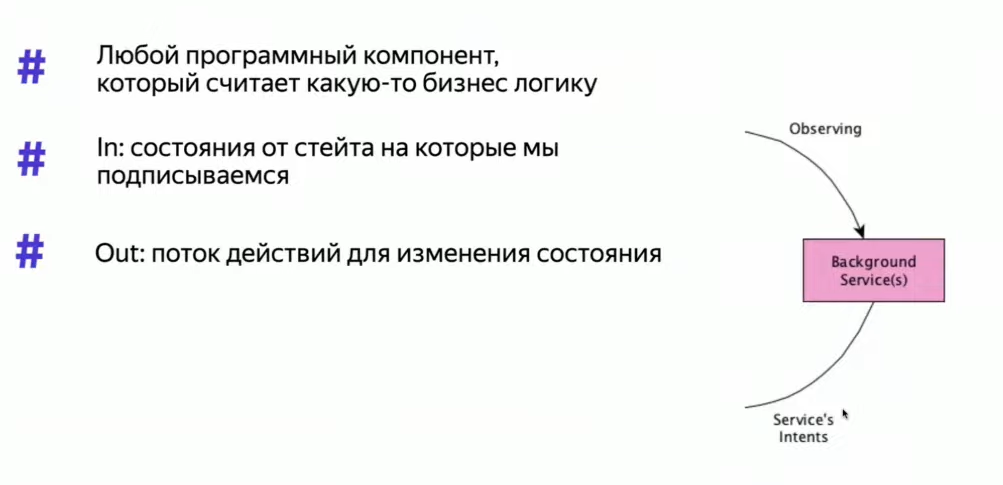 # Любой программный компонент,
который считает какую-то бизнес логику
# In: состояния от стейта на которые мы
подписываемся
# Out: поток действий для изменения состояния
Observing
Background
Service(s)
Service's
Intents